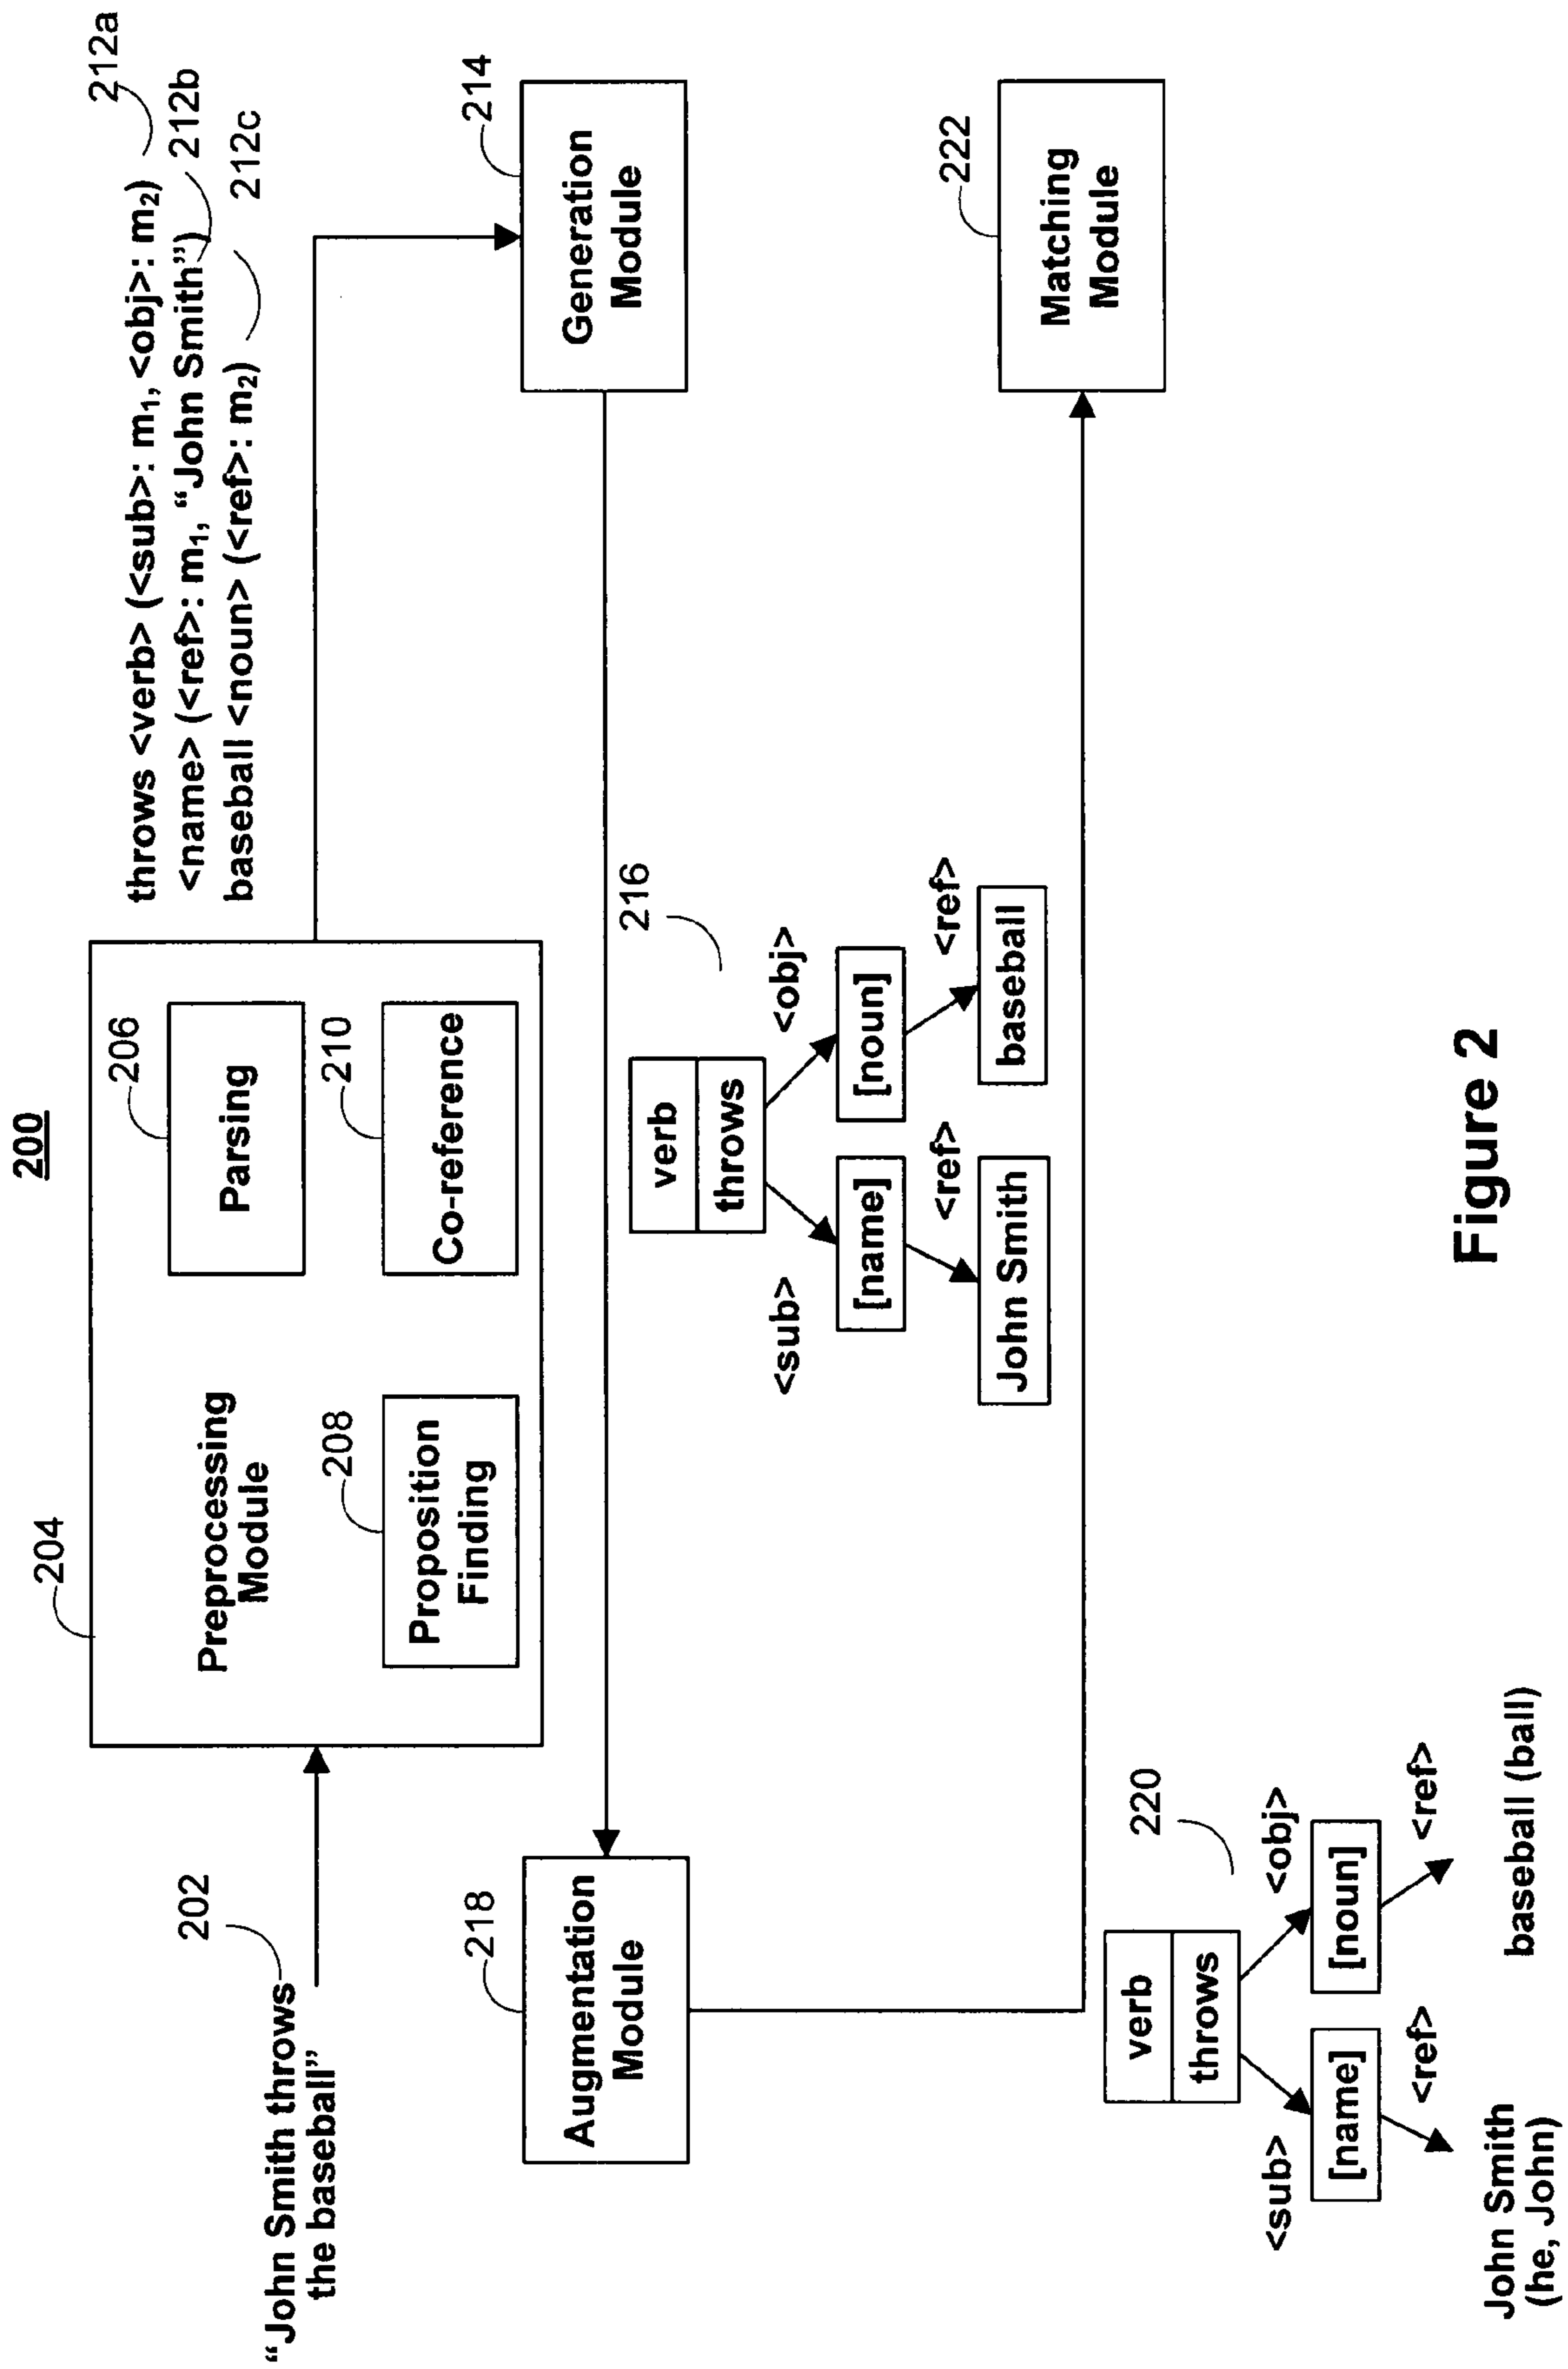 200
204
Preprocessing
Module
206
Parsing
208
Proposition
Finding
210
Co-reference
202
“John Smith throws
the baseball”
throws <verb> (<sub>: m₁, <obj>: m₂)
212a
<name> (<ref>: m₁, “John Smith”)
212b
baseball <noun> (<ref>: m₂)
212c
214
Generation
Module
218
Augmentation
Module
216
verb
throws
<sub>
<obj>
[name]
[noun]
<ref>
<ref>
John Smith
baseball
222
Matching
Module
220
verb
throws
<sub>
<obj>
[name]
[noun]
<ref>
<ref>
John Smith
(he, John)
baseball (ball)
Figure 2